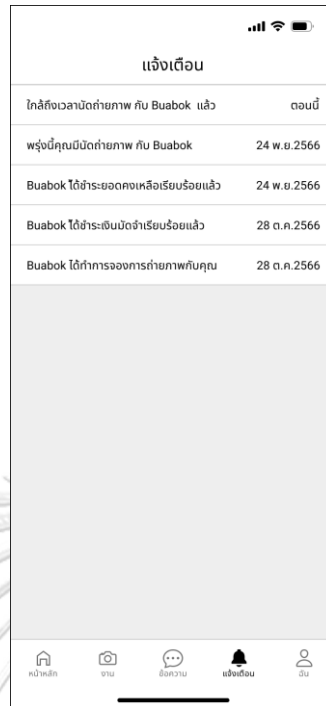 แจ้งเตือน
ใกล้ถึงเวลานัดถ่ายภาพ กับ Buabok แล้ว ตอนนี้
พรุ่งนี้คุณมีนัดถ่ายภาพ กับ Buabok 24 พ.ย.2566
Buabok ได้ชำระยอดคงเหลือเรียบร้อยแล้ว 24 พ.ย.2566
Buabok ได้ชำระเงินมัดจำเรียบร้อยแล้ว 28 ต.ค.2566
Buabok ได้ทำการจองการถ่ายภาพกับคุณ 28 ต.ค.2566
หน้าหลัก งาน ข้อความ แจ้งเตือน ฉัน